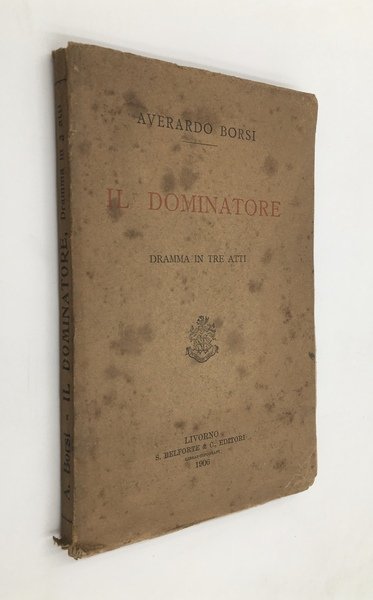 AVERARDO BORSI
IL DOMINATORE
DRAMMA IN TRE ATTI
LIVORNO
S. BELFORTE & C., EDITORI
1906
A. Borsi - IL DOMINATORE, Dramma in 3 atti